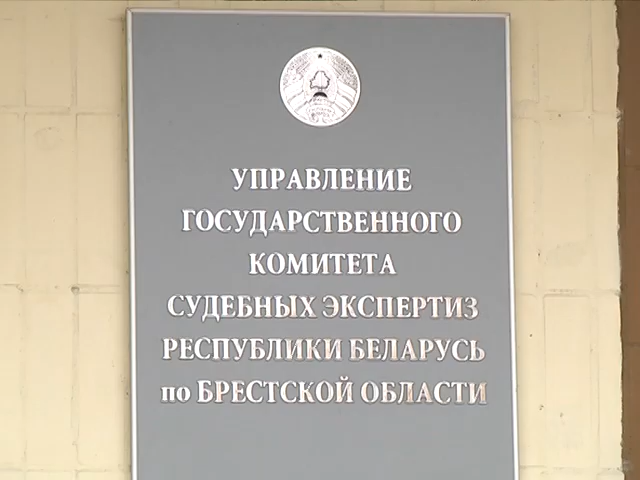 УПРАВЛЕНИЕ
ГОСУДАРСТВЕННОГО
КОМИТЕТА
СУДЕБНЫХ ЭКСПЕРТИЗ
РЕСПУБЛИКИ БЕЛАРУСЬ
по БРЕСТСКОЙ ОБЛАСТИ